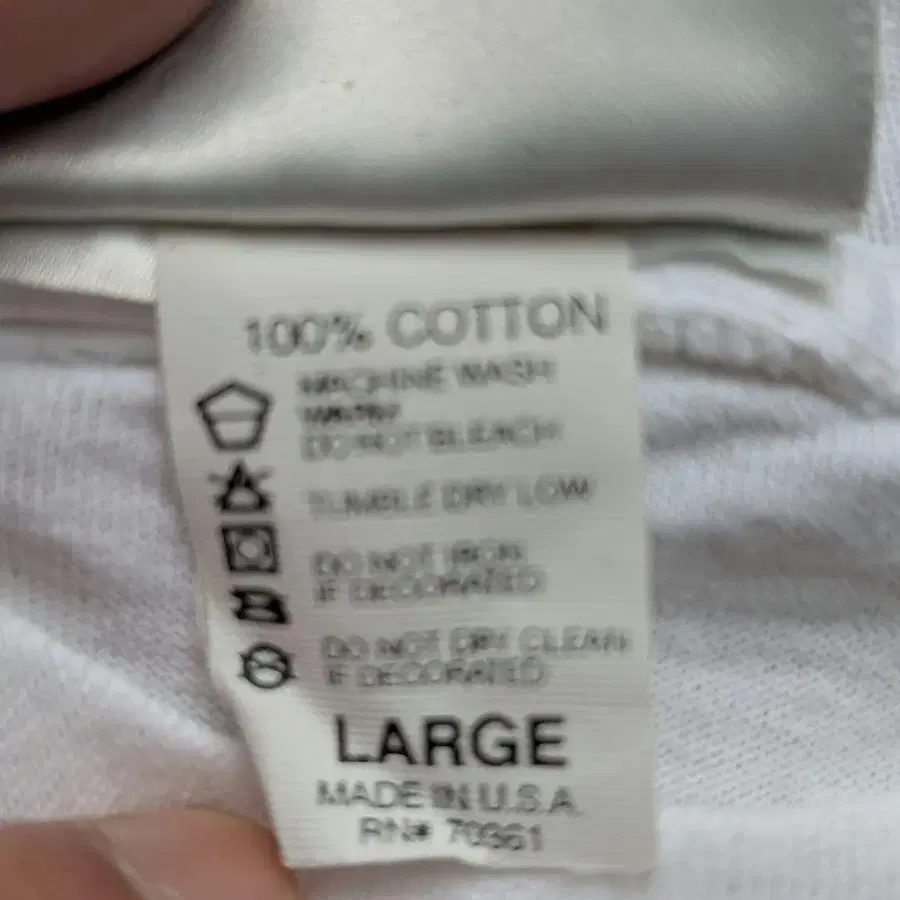 100% COTTON
MACHINE WASH
WARM
DO NOT BLEACH
TUMBLE DRY LOW
DO NOT IRON
IF DECORATED
DO NOT DRY CLEAN
IF DECORATED
LARGE
MADE IN U.S.A.
RN#